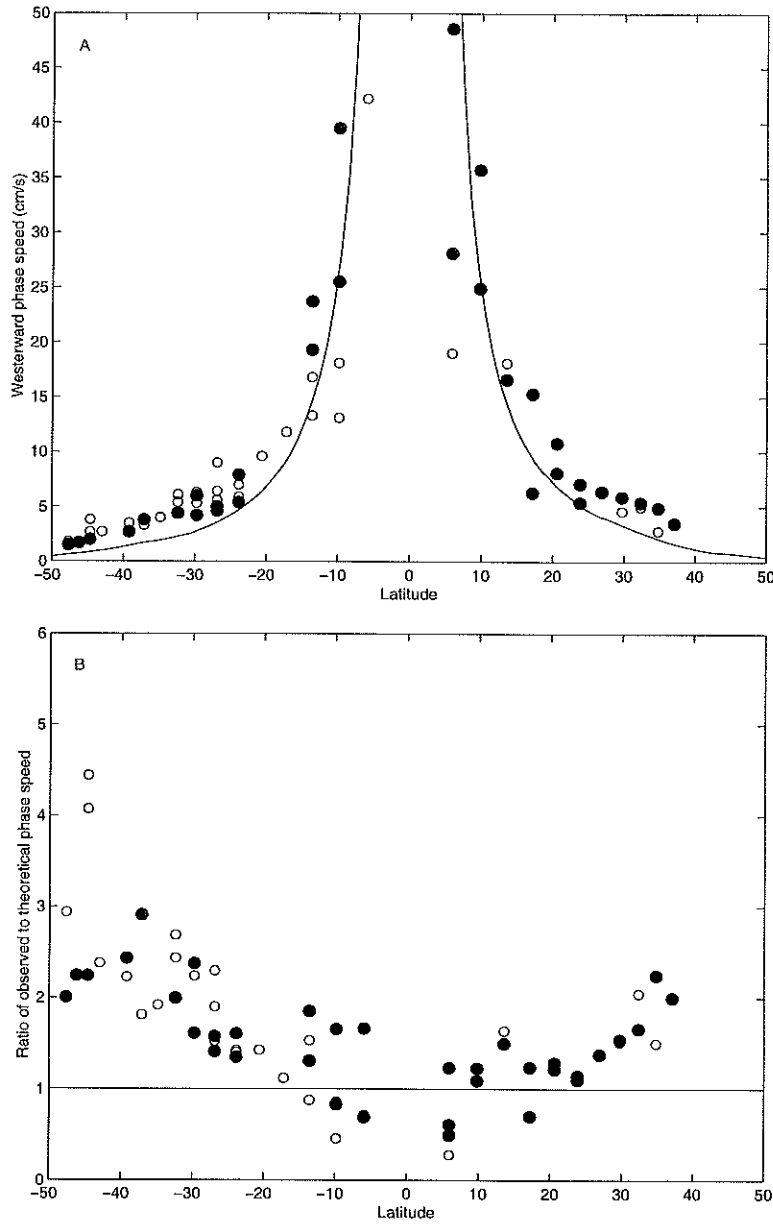 A
50
45
40
35
30
25
20
15
10
5
0
Westerward phase speed (cm/s)
−50 −40 −30 −20 −10 0 10 20 30 40 50
Latitude
B
6
5
4
3
2
1
0
Ratio of observed to theoretical phase speed
−50 −40 −30 −20 −10 0 10 20 30 40 50
Latitude